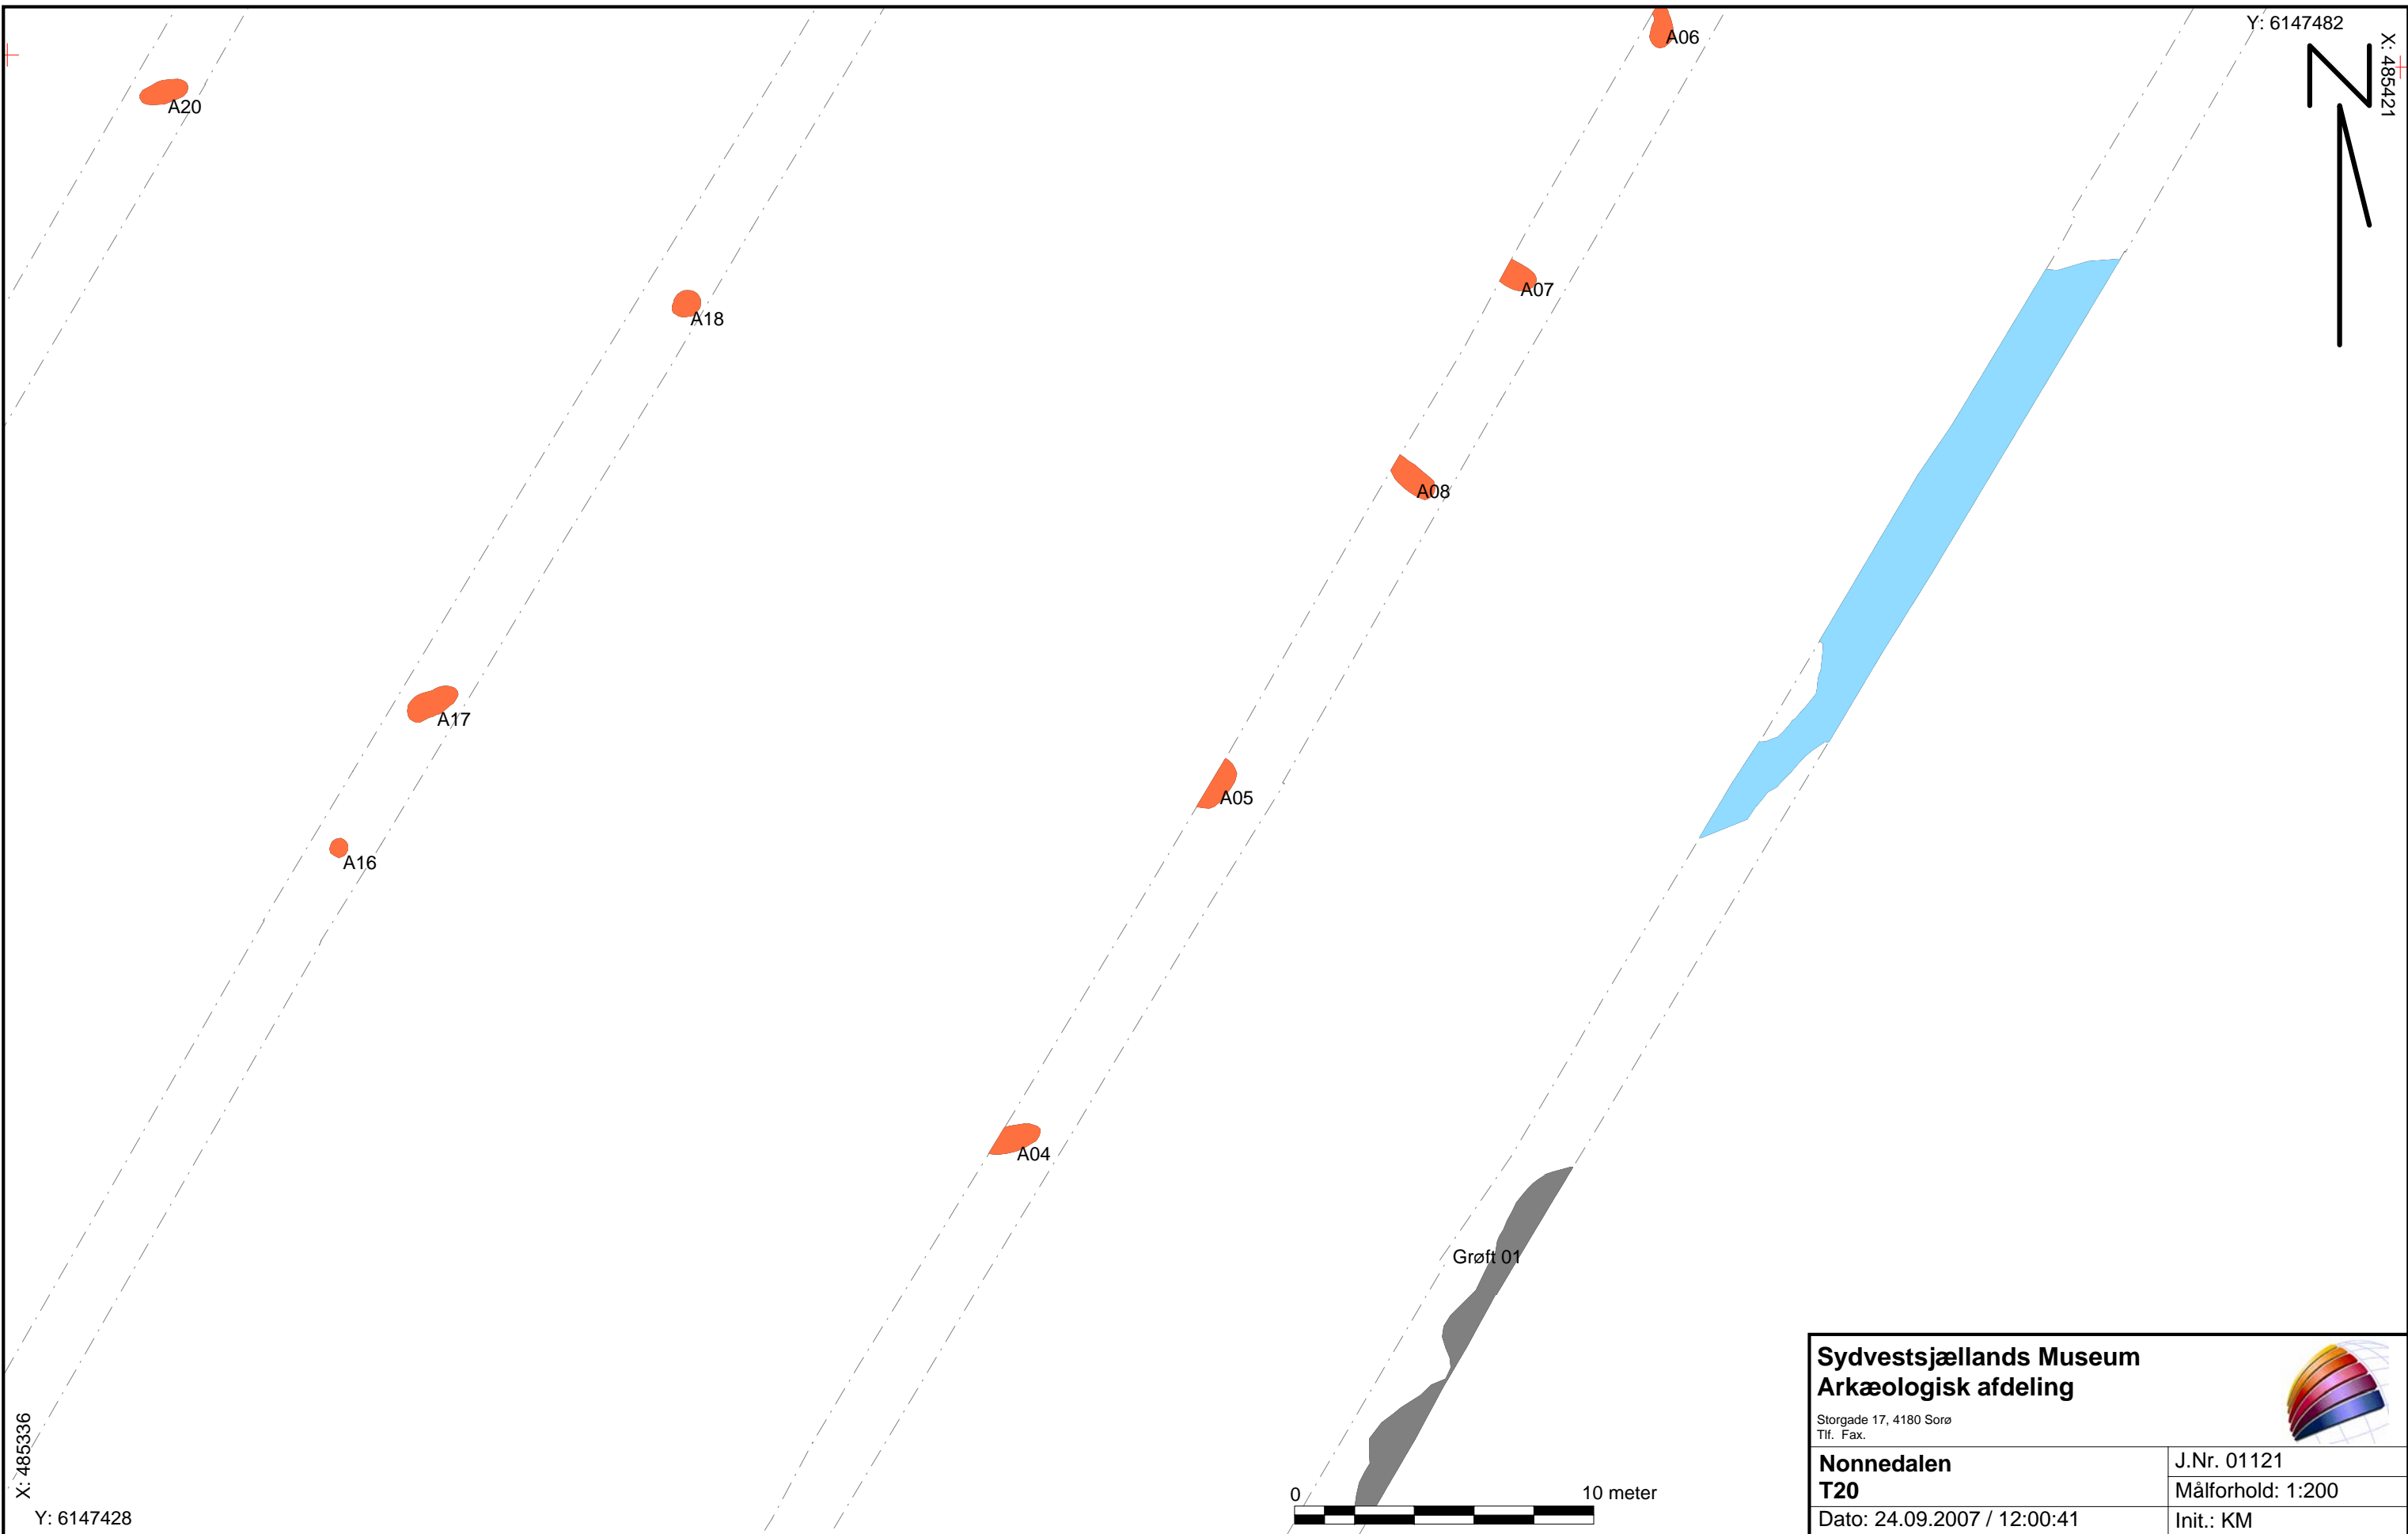 Y: 6147482
X: 485421
A06
A20
A07
A18
A08
A17
A05
A16
A04
Grøft 01
X: 485336
Y: 6147428
0
10 meter
Sydvestsjællands Museum
Arkæologisk afdeling
Storgade 17, 4180 Sorø
Tlf. Fax.
Nonnedalen
T20
J.Nr. 01121
Målforhold: 1:200
Dato: 24.09.2007 / 12:00:41
Init.: KM